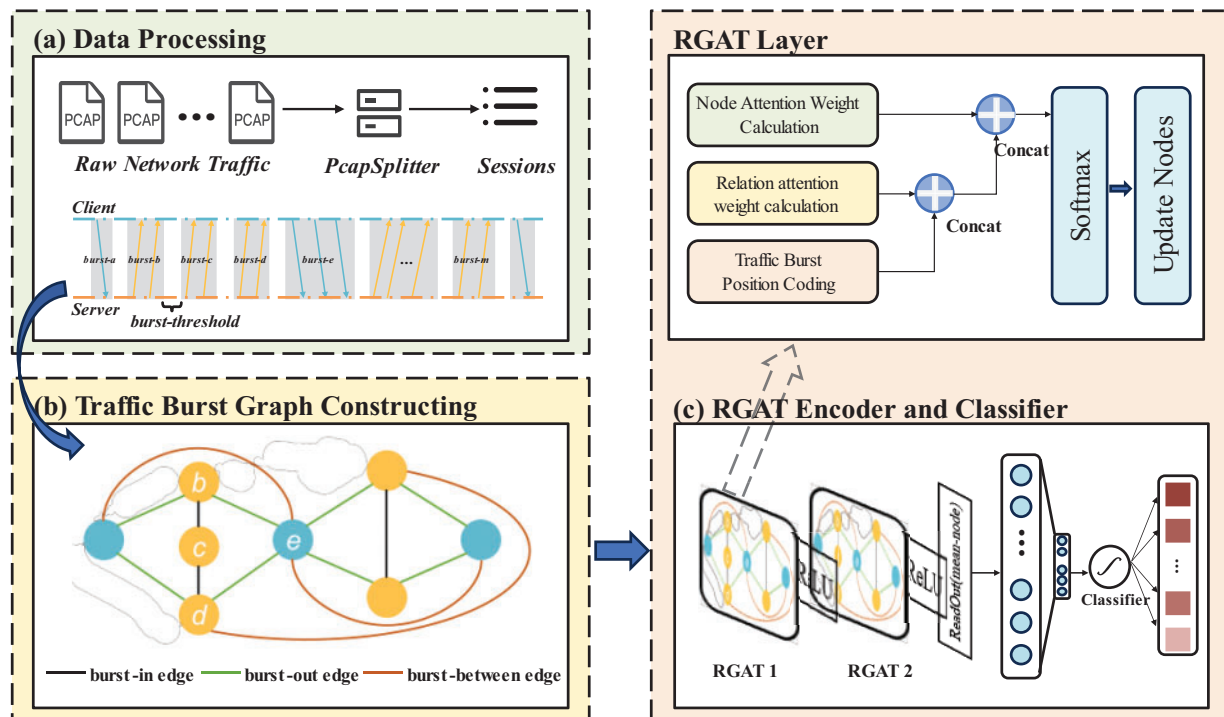 (a) Data Processing
PCAP
PCAP
PCAP
Raw Network Traffic
PcapSplitter
Sessions
Client
burst-a
burst-b
burst-c
burst-d
burst-e
...
burst-m
Server
burst-threshold
(b) Traffic Burst Graph Constructing
b
c
d
e
burst-in edge
burst-out edge
burst-between edge
RGAT Layer
Node Attention Weight
Calculation
Relation attention
weight calculation
Traffic Burst
Position Coding
Concat
Concat
Softmax
Update Nodes
(c) RGAT Encoder and Classifier
ReLU
ReLU
ReadOut(mean-node)
RGAT 1
RGAT 2
Classifier